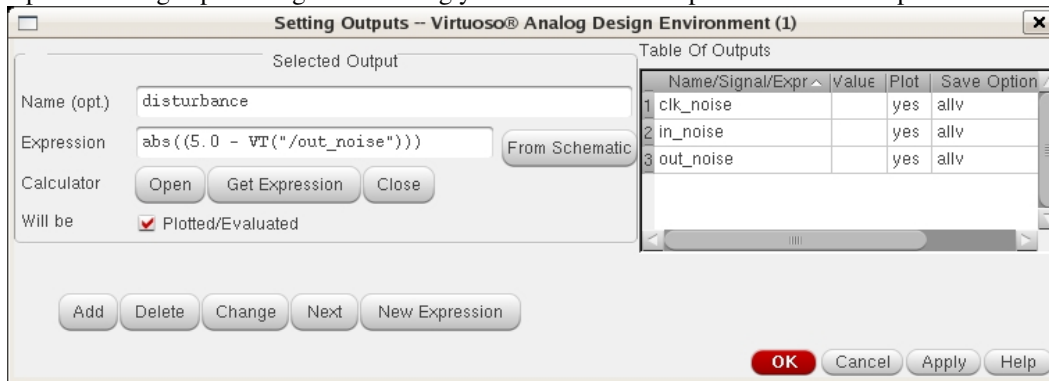 Setting Outputs -- Virtuoso® Analog Design Environment (1)
Selected Output
Name (opt.) disturbance
Expression abs((5.0 - VT("/out_noise"))) From Schematic
Calculator Open Get Expression Close
Will be Plotted/Evaluated
Table Of Outputs
Name/Signal/Expr Value Plot Save Option
1 clk_noise yes allv
2 in_noise yes allv
3 out_noise yes allv
Add Delete Change Next New Expression
OK Cancel Apply Help